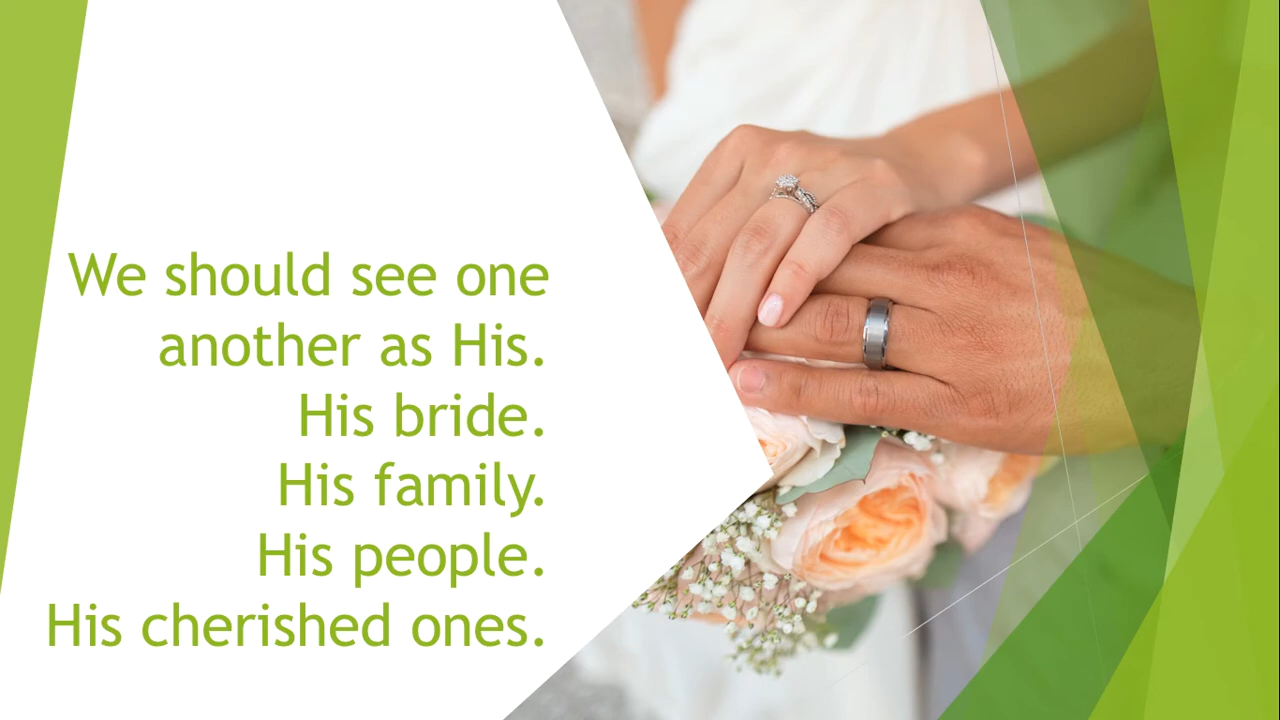 We should see one
another as His.
His bride.
His family.
His people.
His cherished ones.